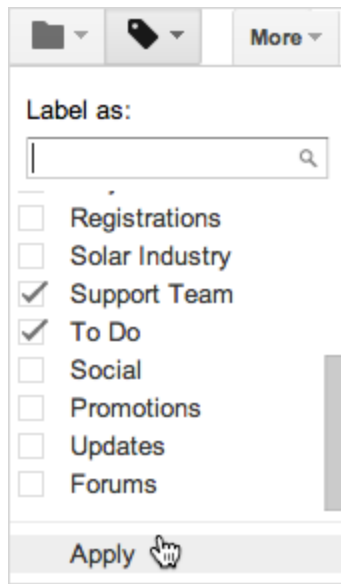 More
Label as:
Registrations
Solar Industry
Support Team
To Do
Social
Promotions
Updates
Forums
Apply